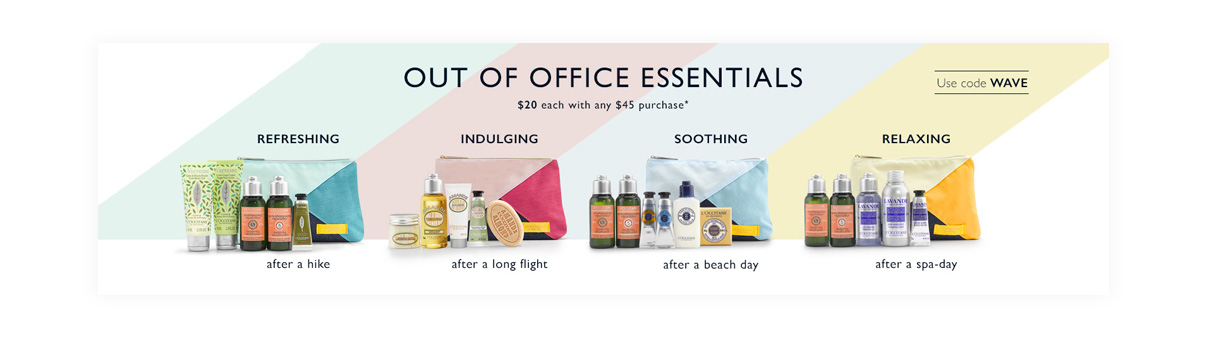 OUT OF OFFICE ESSENTIALS
Use code WAVE
$20 each with any $45 purchase*
REFRESHING
INDULGING
SOOTHING
RELAXING
after a hike
after a long flight
after a beach day
after a spa-day